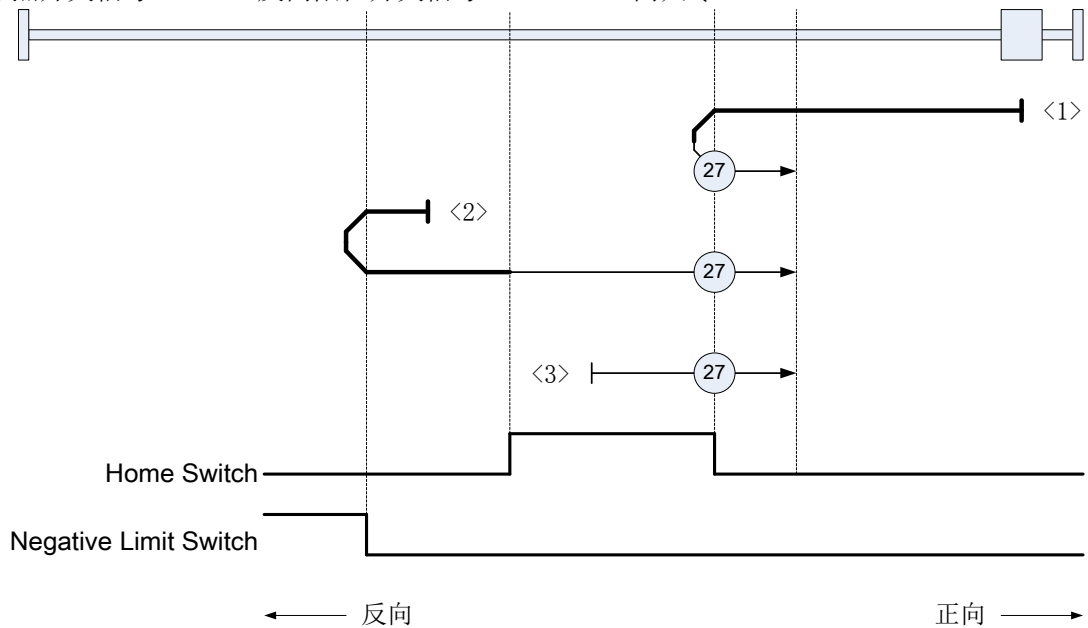 <1>
27
<2>
27
<3>
27
Home Switch
Negative Limit Switch
反向
正向